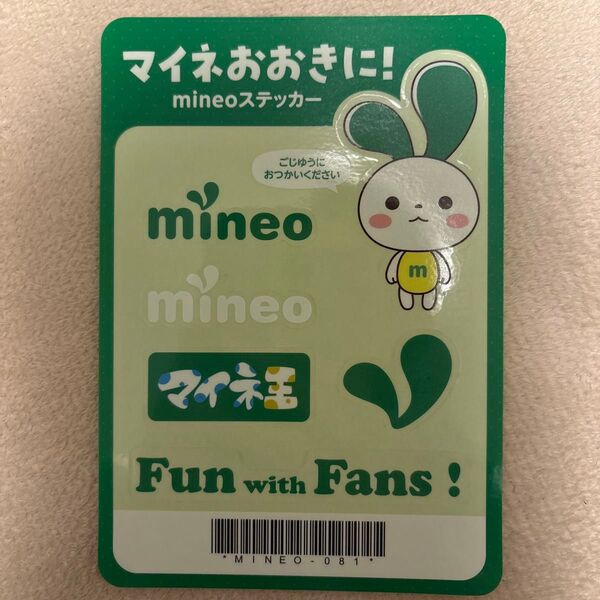 マイネおおきに!
mineoステッカー
ごじゆうに
おつかいください
mineo
m
mineo
マイネ王
Fun with Fans !
*MINEO-081*